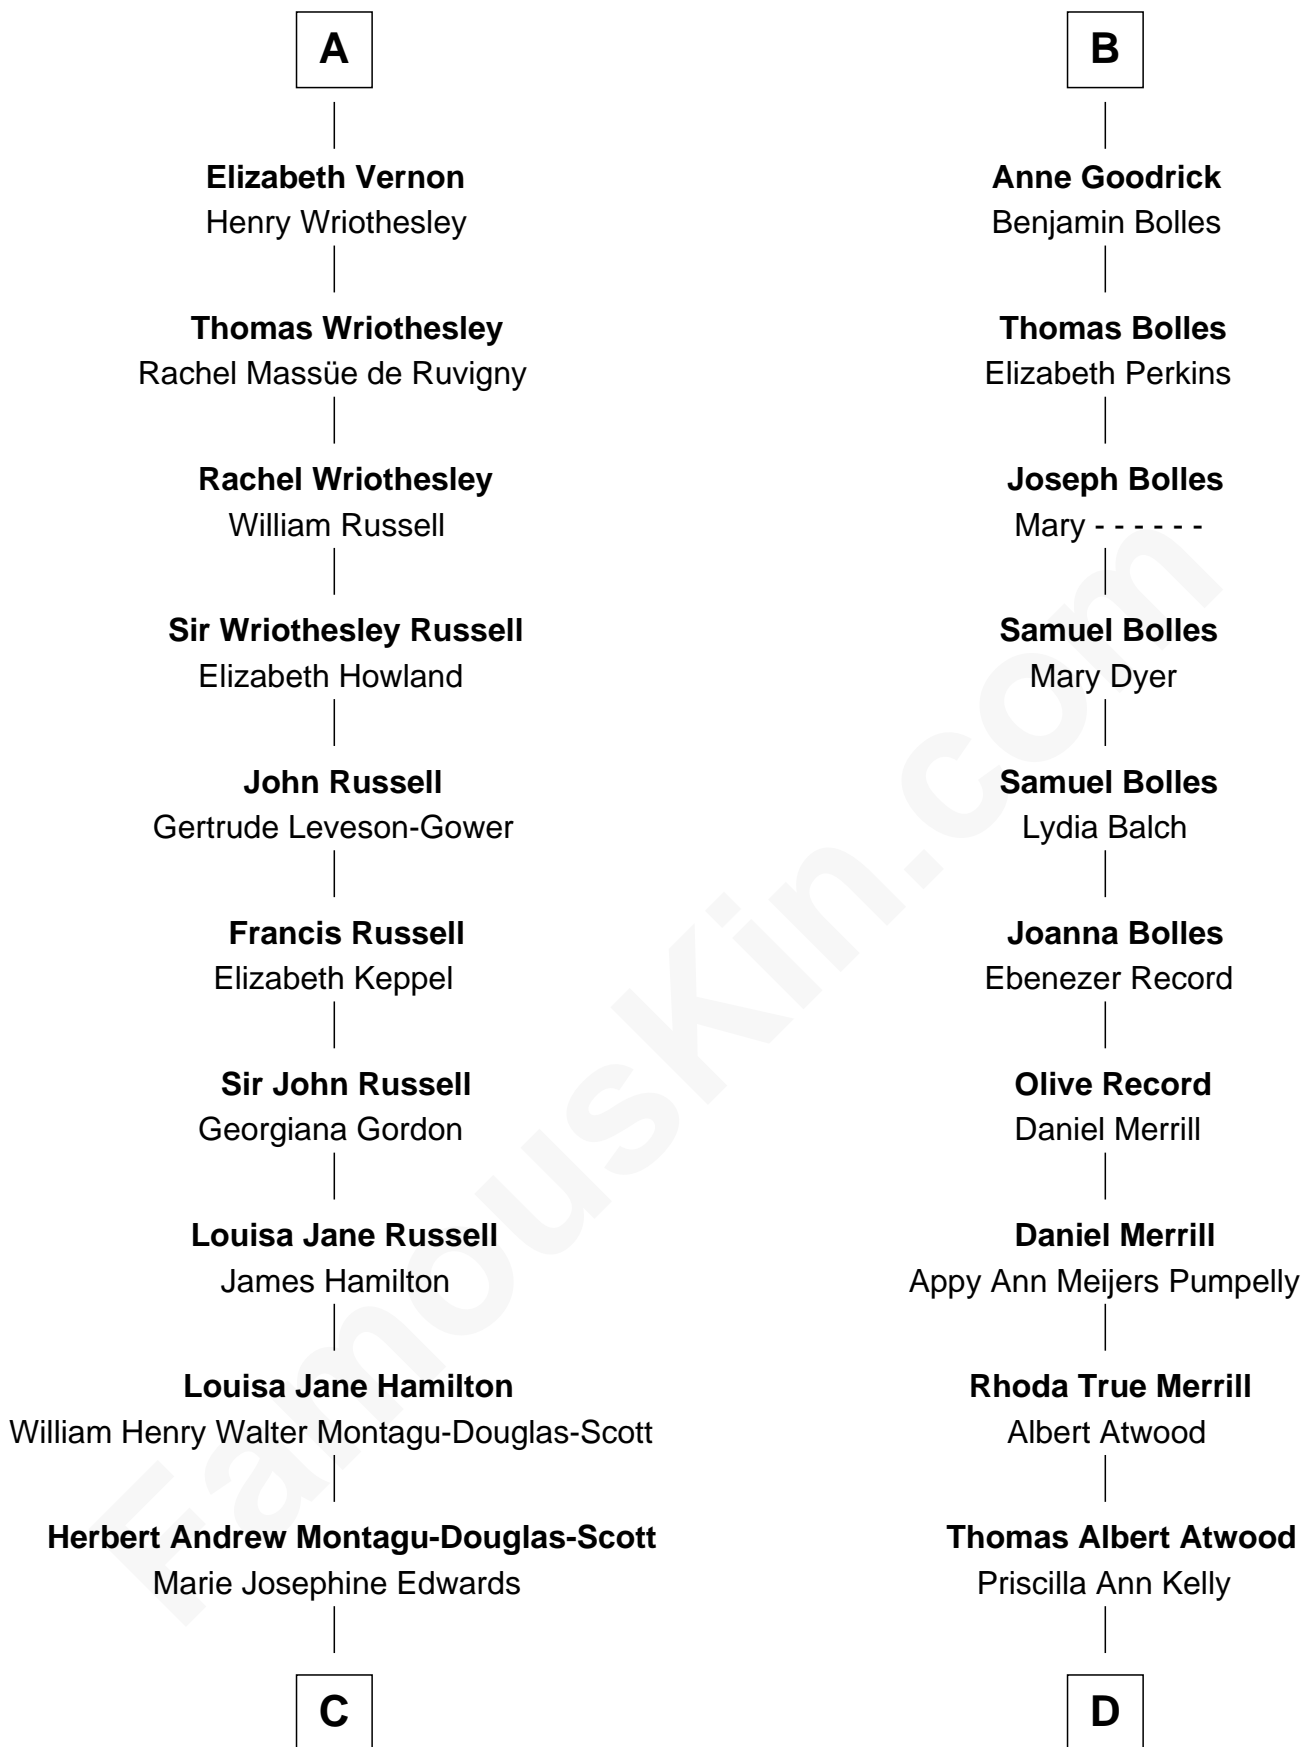 A
Elizabeth Vernon
Henry Wriothesley
Thomas Wriothesley
Rachel Massüe de Ruvigny
Rachel Wriothesley
William Russell
Sir Wriothesley Russell
Elizabeth Howland
John Russell
Gertrude Leveson-Gower
Francis Russell
Elizabeth Keppel
Sir John Russell
Georgiana Gordon
Louisa Jane Russell
James Hamilton
Louisa Jane Hamilton
William Henry Walter Montagu-Douglas-Scott
Herbert Andrew Montagu-Douglas-Scott
Marie Josephine Edwards
C
B
Anne Goodrick
Benjamin Bolles
Thomas Bolles
Elizabeth Perkins
Joseph Bolles
Mary - - - - - -
Samuel Bolles
Mary Dyer
Samuel Bolles
Lydia Balch
Joanna Bolles
Ebenezer Record
Olive Record
Daniel Merrill
Daniel Merrill
Appy Ann Meijers Pumpelly
Rhoda True Merrill
Albert Atwood
Thomas Albert Atwood
Priscilla Ann Kelly
D
FamousKin.com